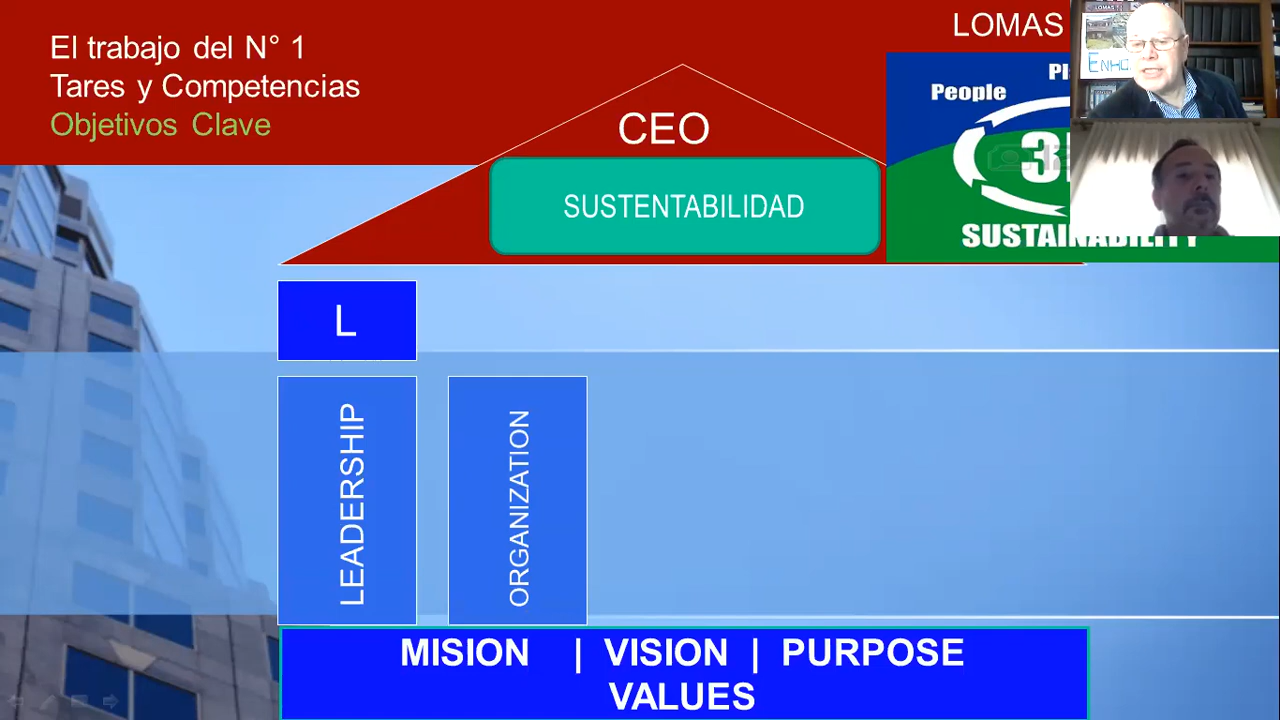 El trabajo del N° 1
Tares y Competencias
Objetivos Clave
LOMAS
CEO
SUSTENTABILIDAD
People
SUSTAINABILITY
L
LEADERSHIP
ORGANIZATION
MISION | VISION | PURPOSE
VALUES